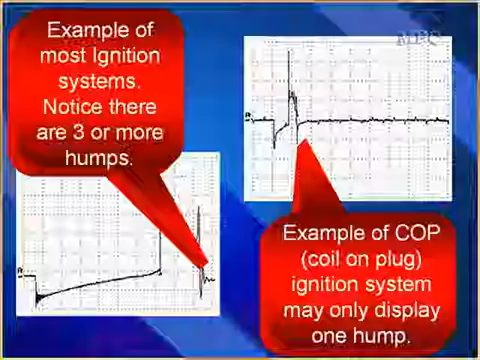 Example of
most Ignition
systems.
Notice there
are 3 or more
humps.
Example of COP
(coil on plug)
ignition system
may only display
one hump.